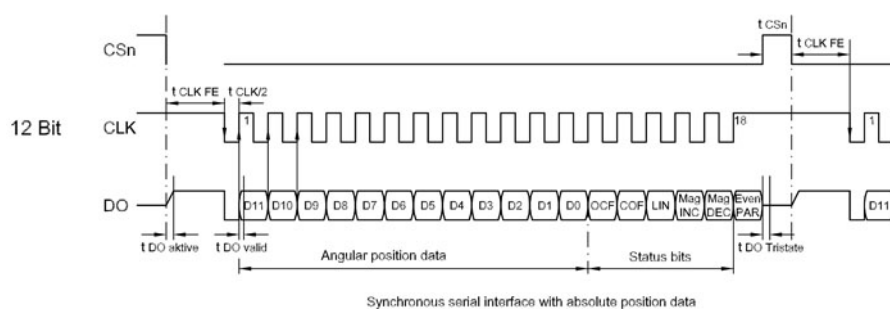 t CSn
CSn
t CLK FE
t CLK FE
t CLK/2
12 Bit
CLK
1
18
1
DO
D11
D10
D9
D8
D7
D6
D5
D4
D3
D2
D1
D0
OCF
COF
LIN
Mag
INC
Mag
DEC
Even
PAR
D11
t DO aktive
t DO valid
Angular position data
Status bits
t DO Tristate
Synchronous serial interface with absolute position data